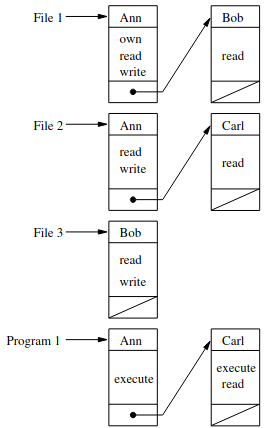 File 1
Ann
own
read
write
Bob
read
File 2
Ann
read
write
Carl
read
File 3
Bob
read
write
Program 1
Ann
execute
Carl
execute
read